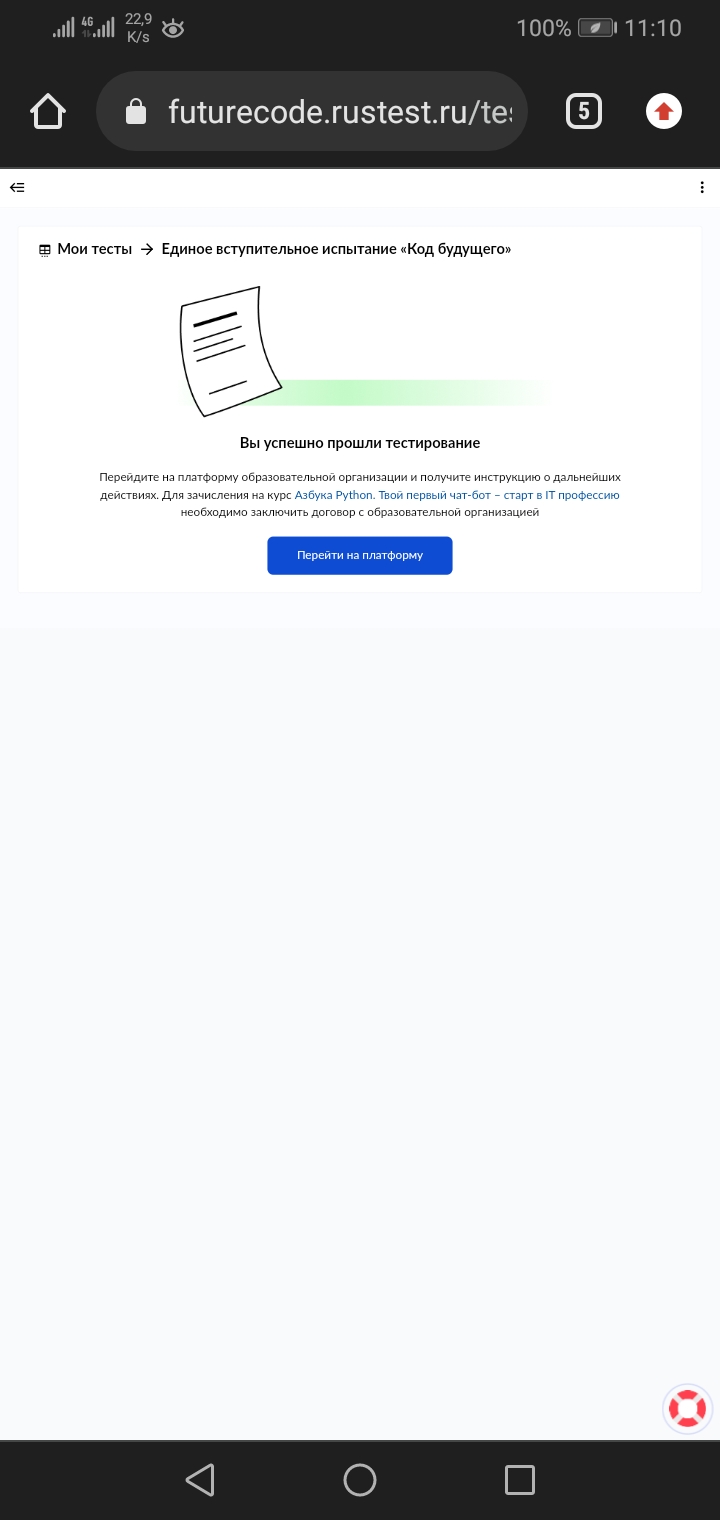 4G 22,9 K/s 100% 11:10
futurecode.rustest.ru/tes 5
Мои тесты → Единое вступительное испытание «Код будущего»
Вы успешно прошли тестирование
Перейдите на платформу образовательной организации и получите инструкцию о дальнейших
действиях. Для зачисления на курс Азбука Python. Твой первый чат-бот – старт в IT профессию
необходимо заключить договор с образовательной организацией
Перейти на платформу